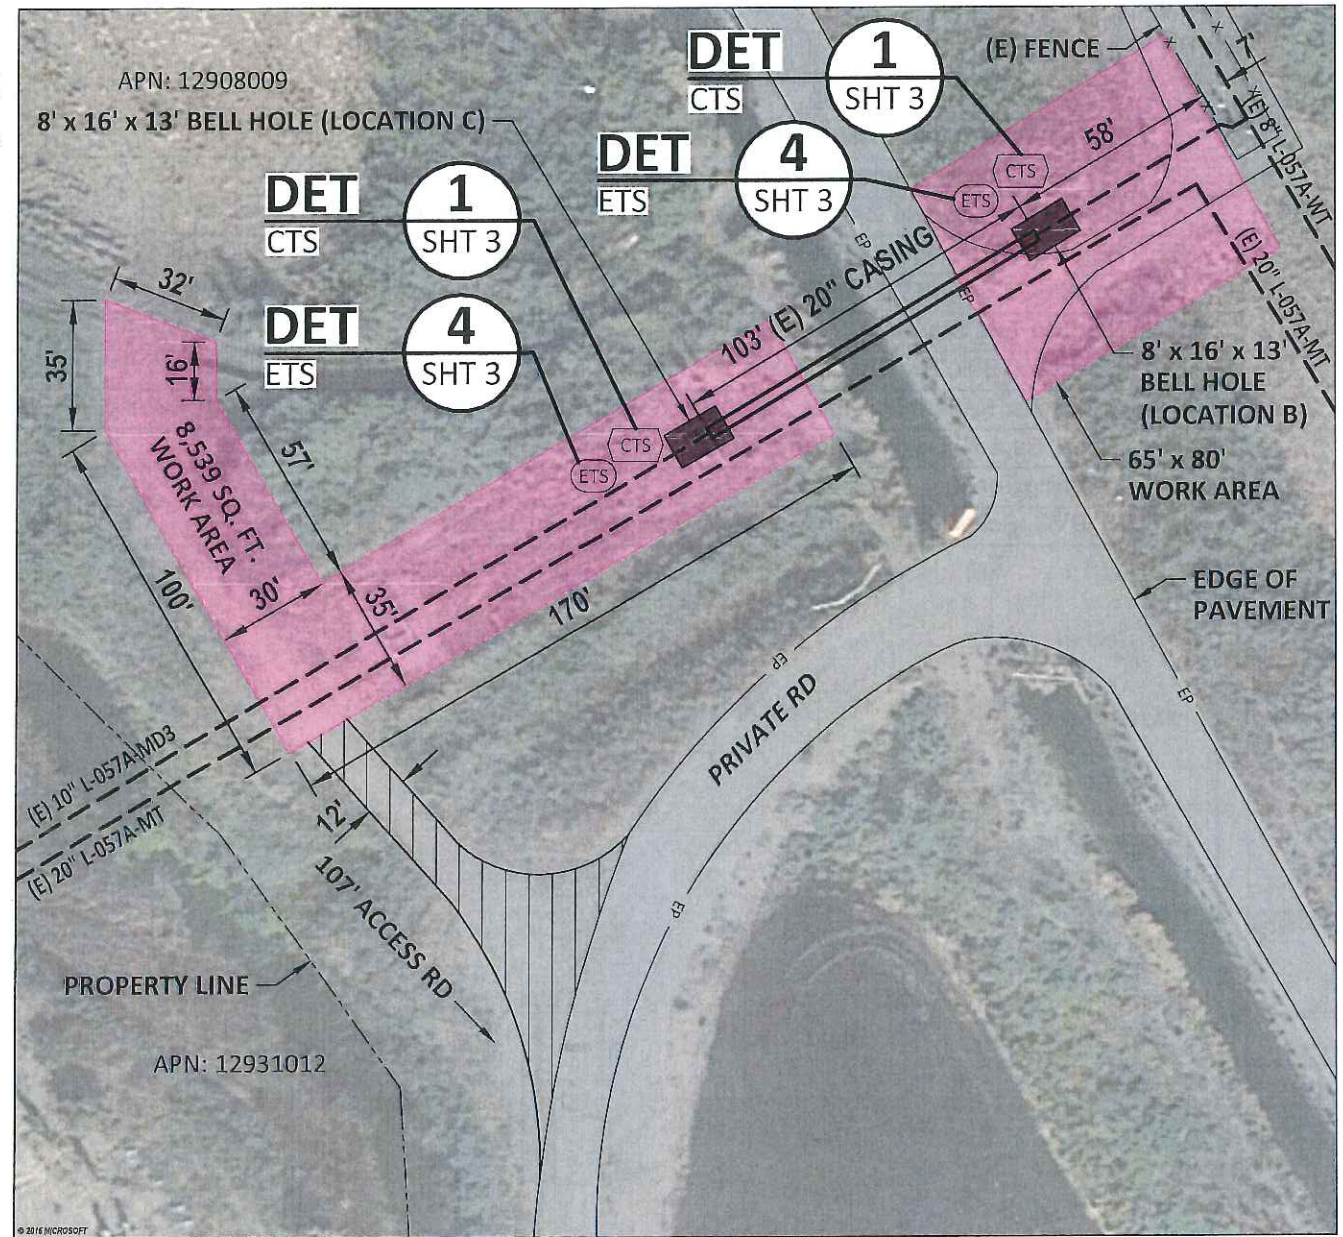 APN: 12908009
8' x 16' x 13' BELL HOLE (LOCATION C)
DET
CTS
1
SHT 3
(E) FENCE
7'
DET
ETS
4
SHT 3
CTS
ETS
58'
(E) 8" L-057A-WT
(E) 20" L-057A-MT
DET
CTS
1
SHT 3
DET
ETS
4
SHT 3
103' (E) 20" CASING
EP
EP
8' x 16' x 13'
BELL HOLE
(LOCATION B)
65' x 80'
WORK AREA
32'
35'
16'
57'
8,539 SQ. FT.
WORK AREA
100'
30'
35'
CTS
ETS
170'
EDGE OF
PAVEMENT
EP
EP
EP
PRIVATE RD
(E) 10" L-057A-MD3
(E) 20" L-057A-MT
12'
107' ACCESS RD
PROPERTY LINE
APN: 12931012
© 2016 MICROSOFT